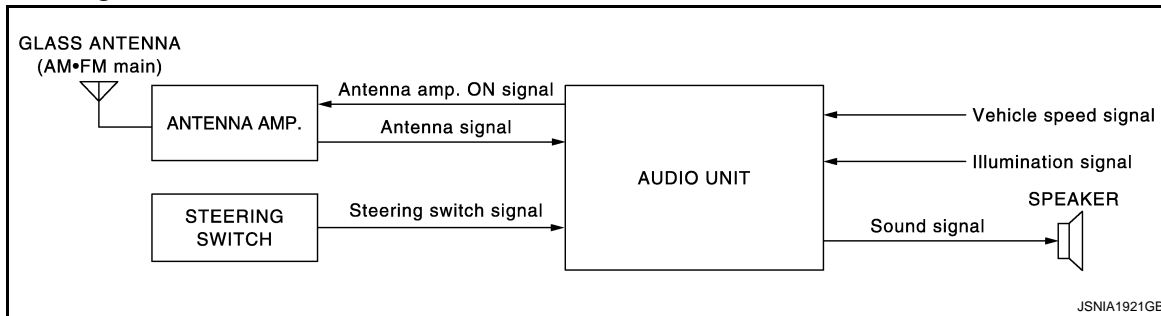 GLASS ANTENNA
(AM•FM main)
ANTENNA AMP.
Antenna amp. ON signal
Antenna signal
STEERING
SWITCH
Steering switch signal
AUDIO UNIT
Vehicle speed signal
Illumination signal
SPEAKER
Sound signal